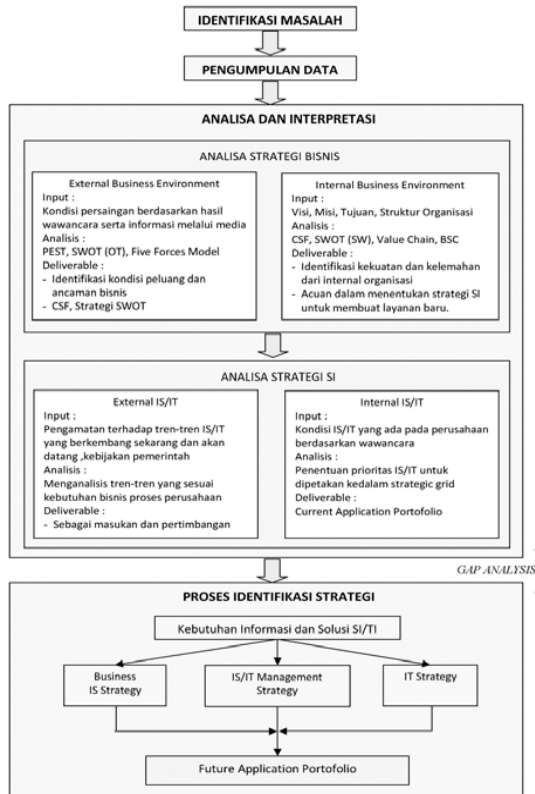 IDENTIFIKASI MASALAH
PENGUMPULAN DATA
ANALISA DAN INTERPRETASI
ANALISA STRATEGI BISNIS
External Business Environment
Input :
Kondisi persaingan berdasarkan hasil
wawancara serta informasi melalui media
Analisis :
PEST, SWOT (OT), Five Forces Model
Deliverable :
- Identifikasi kondisi peluang dan
ancaman bisnis
- CSF, Strategi SWOT
Internal Business Environment
Input :
Visi, Misi, Tujuan, Struktur Organisasi
Analisis :
CSF, SWOT (SW), Value Chain, BSC
Deliverable :
- Identifikasi kekuatan dan kelemahan
dari internal organisasi
- Acuan dalam menentukan strategi SI
untuk membuat layanan baru.
ANALISA STRATEGI SI
External IS/IT
Input :
Pengamatan terhadap tren-tren IS/IT
yang berkembang sekarang dan akan
datang ,kebijakan pemerintah
Analisis :
Menganalisis tren-tren yang sesuai
kebutuhan bisnis proses perusahaan
Deliverable :
- Sebagai masukan dan pertimbangan
Internal IS/IT
Input :
Kondisi IS/IT yang ada pada perusahaan
berdasarkan wawancara
Analisis :
Penentuan prioritas IS/IT untuk
dipetakan kedalam strategic grid
Deliverable :
Current Application Portofolio
GAP ANALYSIS
PROSES IDENTIFIKASI STRATEGI
Kebutuhan Informasi dan Solusi SI/TI
Business
IS Strategy
IS/IT Management
Strategy
IT Strategy
Future Application Portofolio